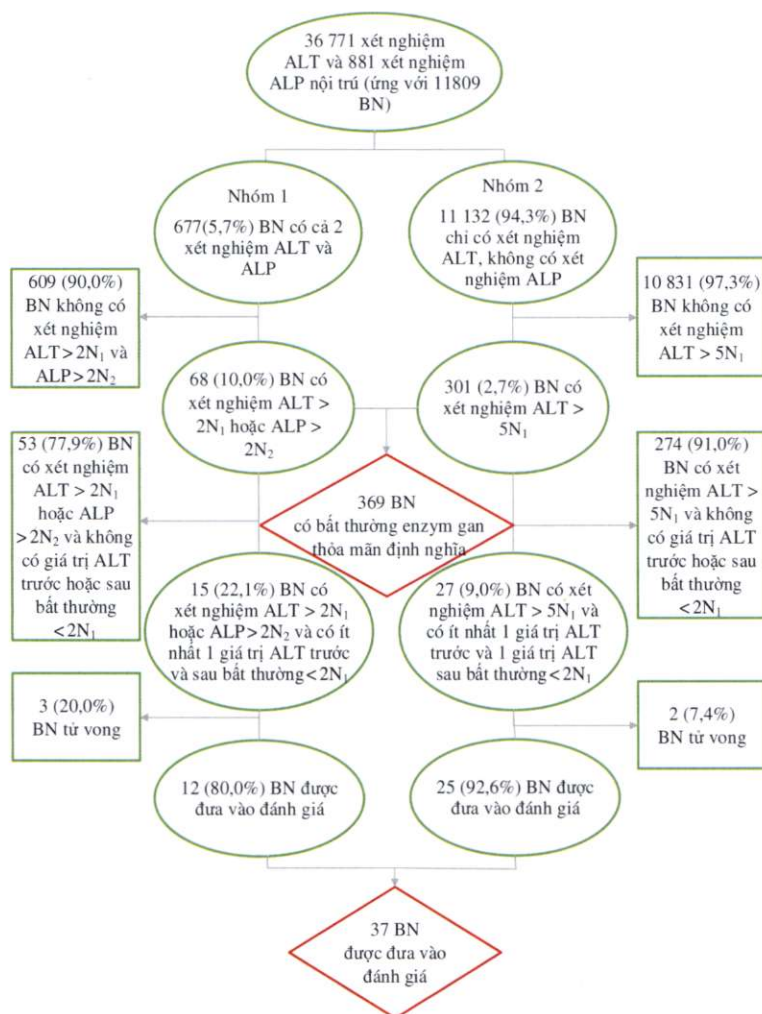 36 771 xét nghiệm
ALT và 881 xét nghiệm
ALP nội trú (ứng với 11809
BN)
Nhóm 1
677(5,7%) BN có cả 2
xét nghiệm ALT và
ALP
Nhóm 2
11 132 (94,3%) BN
chỉ có xét nghiệm
ALT, không có xét
nghiệm ALP
609 (90,0%)
BN không có
xét nghiệm
ALT>2N₁ và
ALP>2N₂
10 831 (97,3%)
BN không có
xét nghiệm
ALT > 5N₁
68 (10,0%) BN có
xét nghiệm ALT >
2N₁ hoặc ALP >
2N₂
301 (2,7%) BN có
xét nghiệm ALT >
5N₁
53 (77,9%) BN
có xét nghiệm
ALT > 2N₁
hoặc ALP
>2N₂ và không
có giá trị ALT
trước hoặc sau
bất thường
<2N₁
369 BN
có bất thường enzym gan
thỏa mãn định nghĩa
274 (91,0%)
BN có xét
nghiệm ALT >
5N₁ và không
có giá trị ALT
trước hoặc sau
bất thường
<2N₁
15 (22,1%) BN có
xét nghiệm ALT > 2N₁
hoặc ALP>2N₂ và có ít
nhất 1 giá trị ALT trước
và sau bất thường<2N₁
27 (9,0%) BN có xét
nghiệm ALT > 5N₁ và
có ít nhất 1 giá trị ALT
trước và 1 giá trị ALT
sau bất thường<2N₁
3 (20,0%)
BN tử vong
2 (7,4%)
BN tử vong
12 (80,0%) BN được
đưa vào đánh giá
25 (92,6%) BN được
đưa vào đánh giá
37 BN
được đưa vào
đánh giá